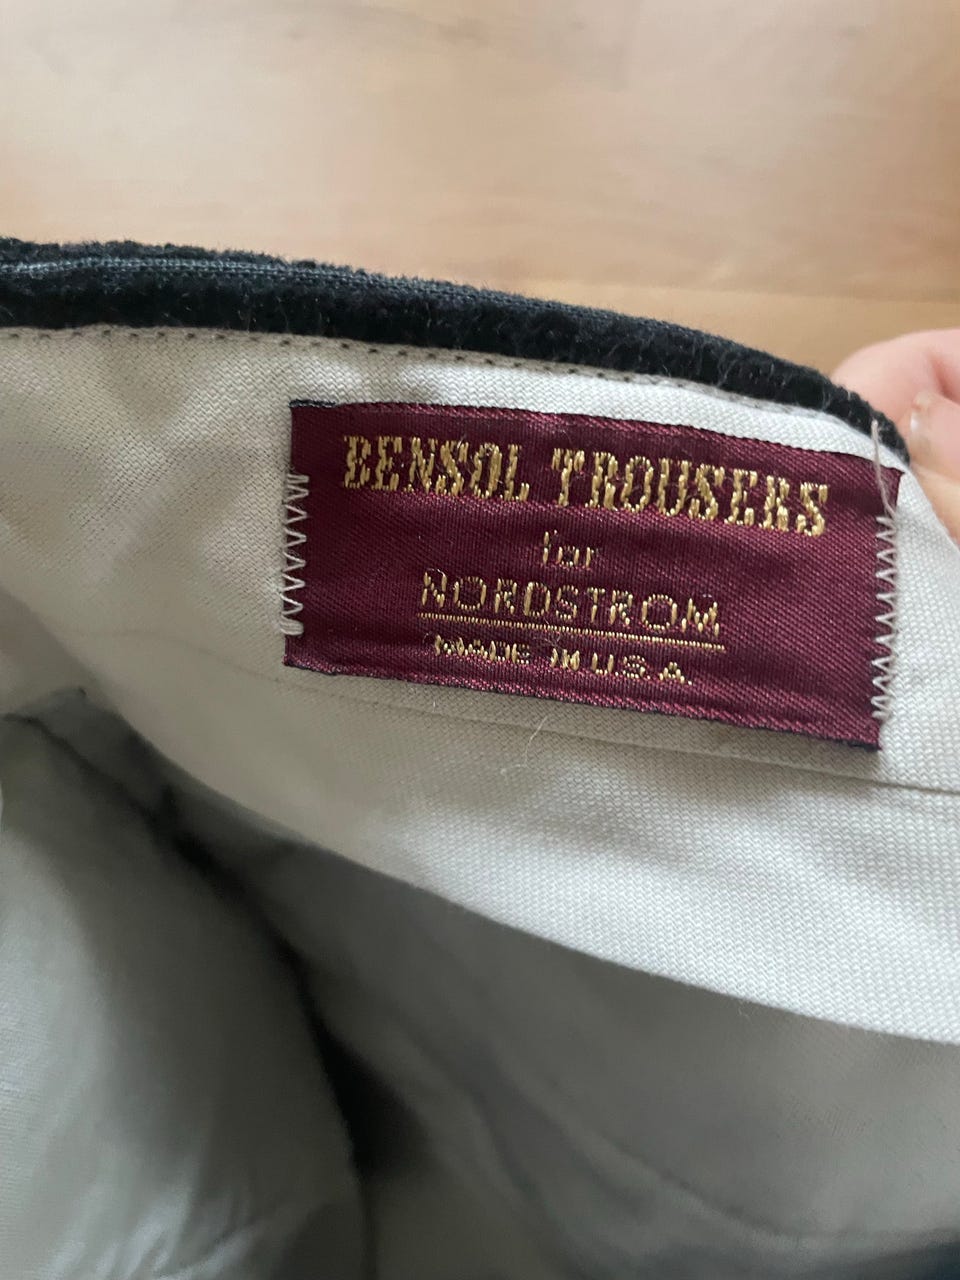 BENSOL TROUSERS
for
NORDSTROM
MADE IN U.S.A.